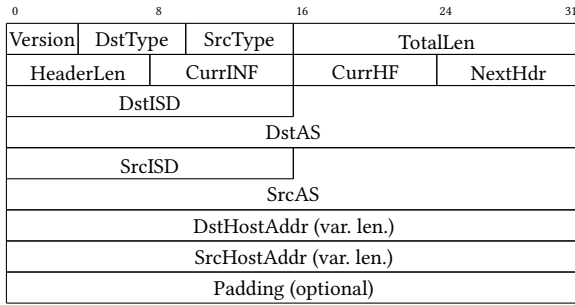 0 8 16 24 31
Version DstType SrcType TotalLen
HeaderLen CurrINF CurrHF NextHdr
DstISD
DstAS
SrcISD
SrcAS
DstHostAddr (var. len.)
SrcHostAddr (var. len.)
Padding (optional)